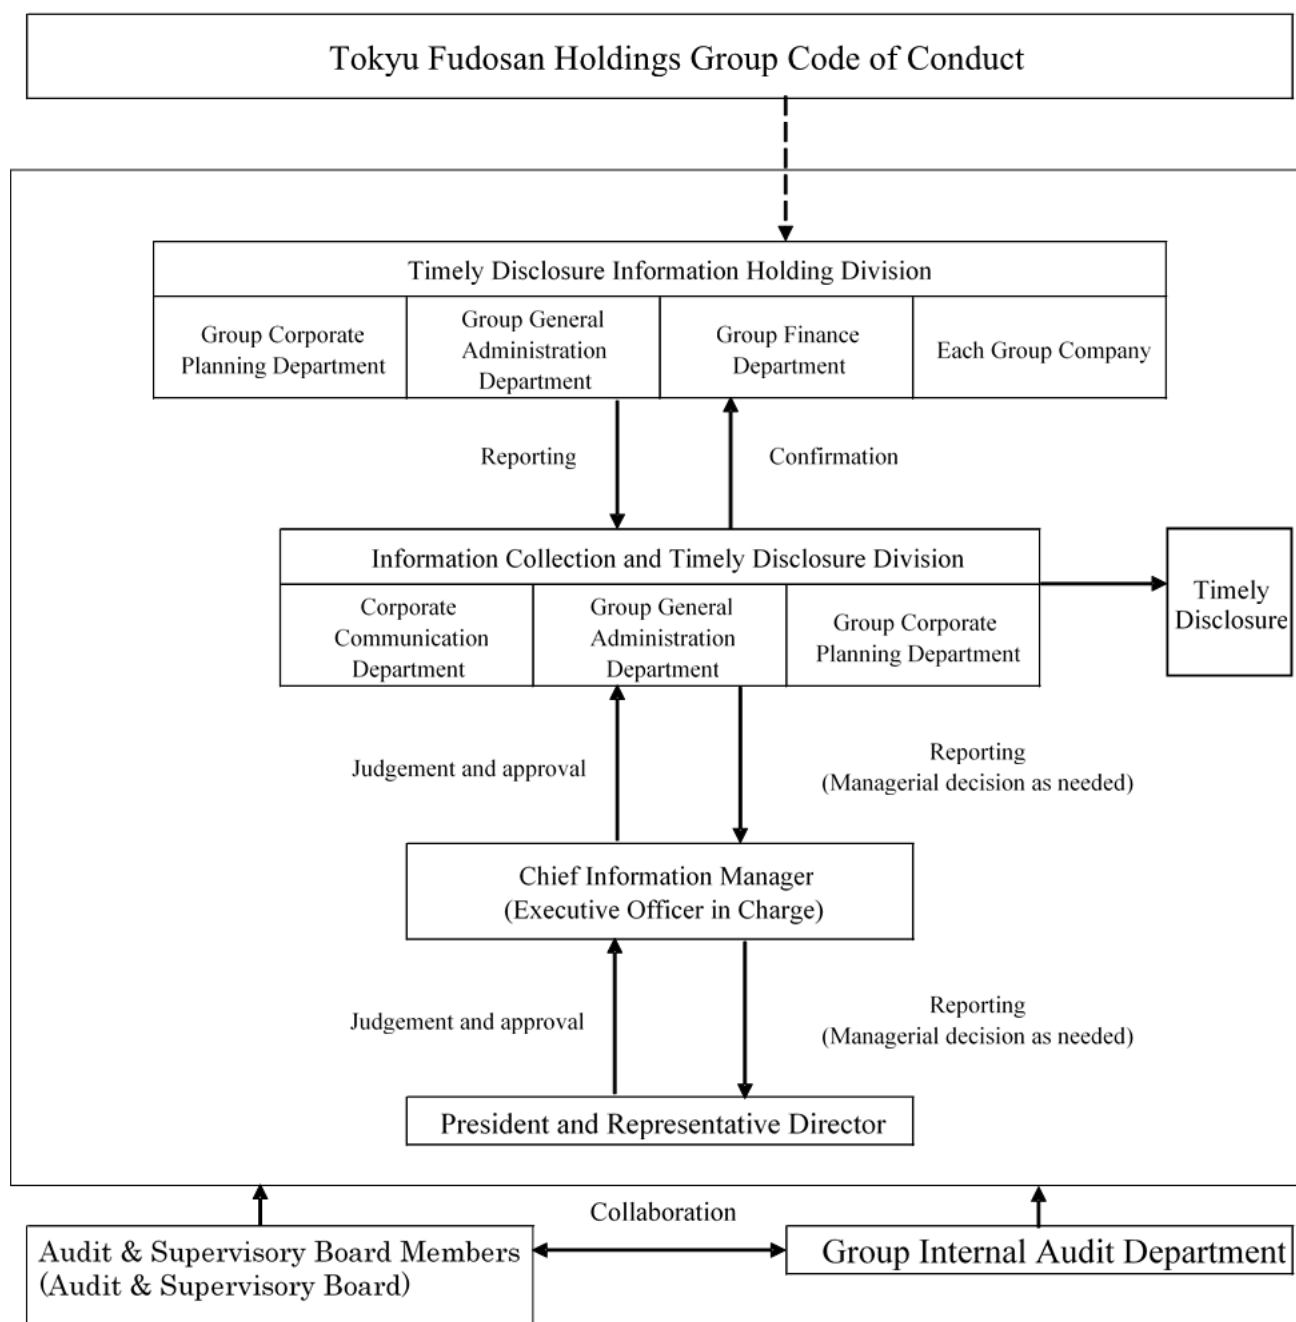 Tokyu Fudosan Holdings Group Code of Conduct
Timely Disclosure Information Holding Division
Group Corporate
Planning Department
Group General
Administration
Department
Group Finance
Department
Each Group Company
Reporting
Confirmation
Information Collection and Timely Disclosure Division
Corporate
Communication
Department
Group General
Administration
Department
Group Corporate
Planning Department
Timely
Disclosure
Judgement and approval
Reporting
(Managerial decision as needed)
Chief Information Manager
(Executive Officer in Charge)
Judgement and approval
Reporting
(Managerial decision as needed)
President and Representative Director
Collaboration
Audit & Supervisory Board Members
(Audit & Supervisory Board)
Group Internal Audit Department